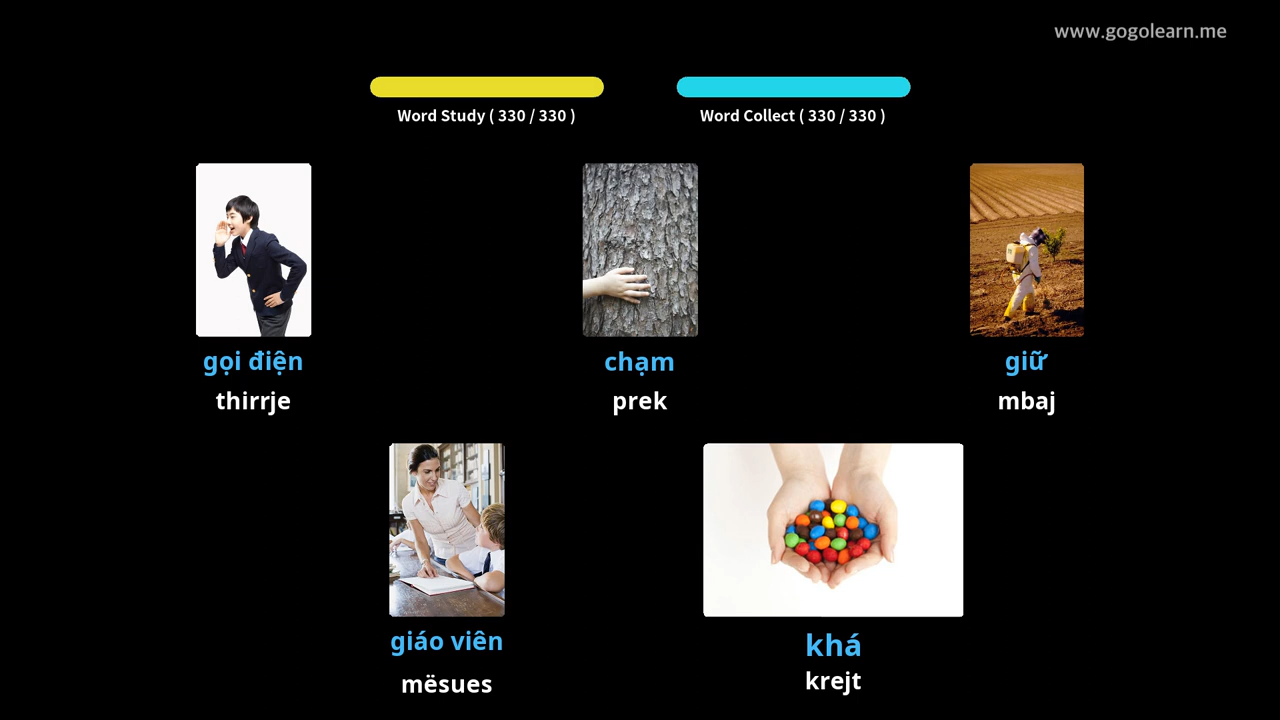 www.gogolearn.me
Word Study ( 330 / 330 )
Word Collect ( 330 / 330 )
gọi điện
thirrje
chạm
prek
giữ
mbaj
giáo viên
mësues
khá
krejt